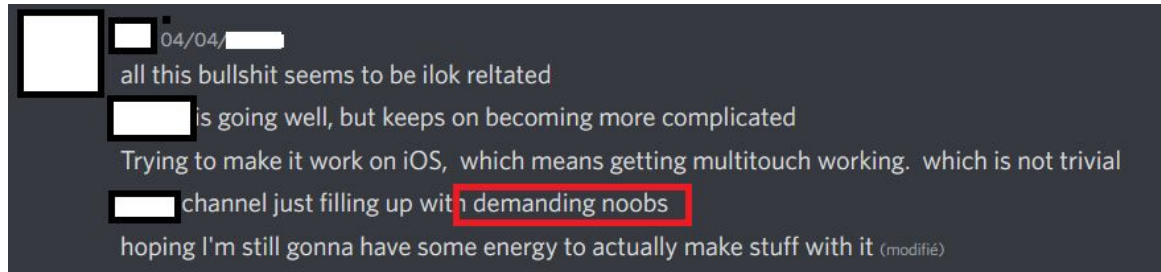 04/04/
all this bullshit seems to be ilok reltated
is going well, but keeps on becoming more complicated
Trying to make it work on iOS,  which means getting multitouch working.  which is not trivial
channel just filling up with demanding noobs
hoping I'm still gonna have some energy to actually make stuff with it (modifié)